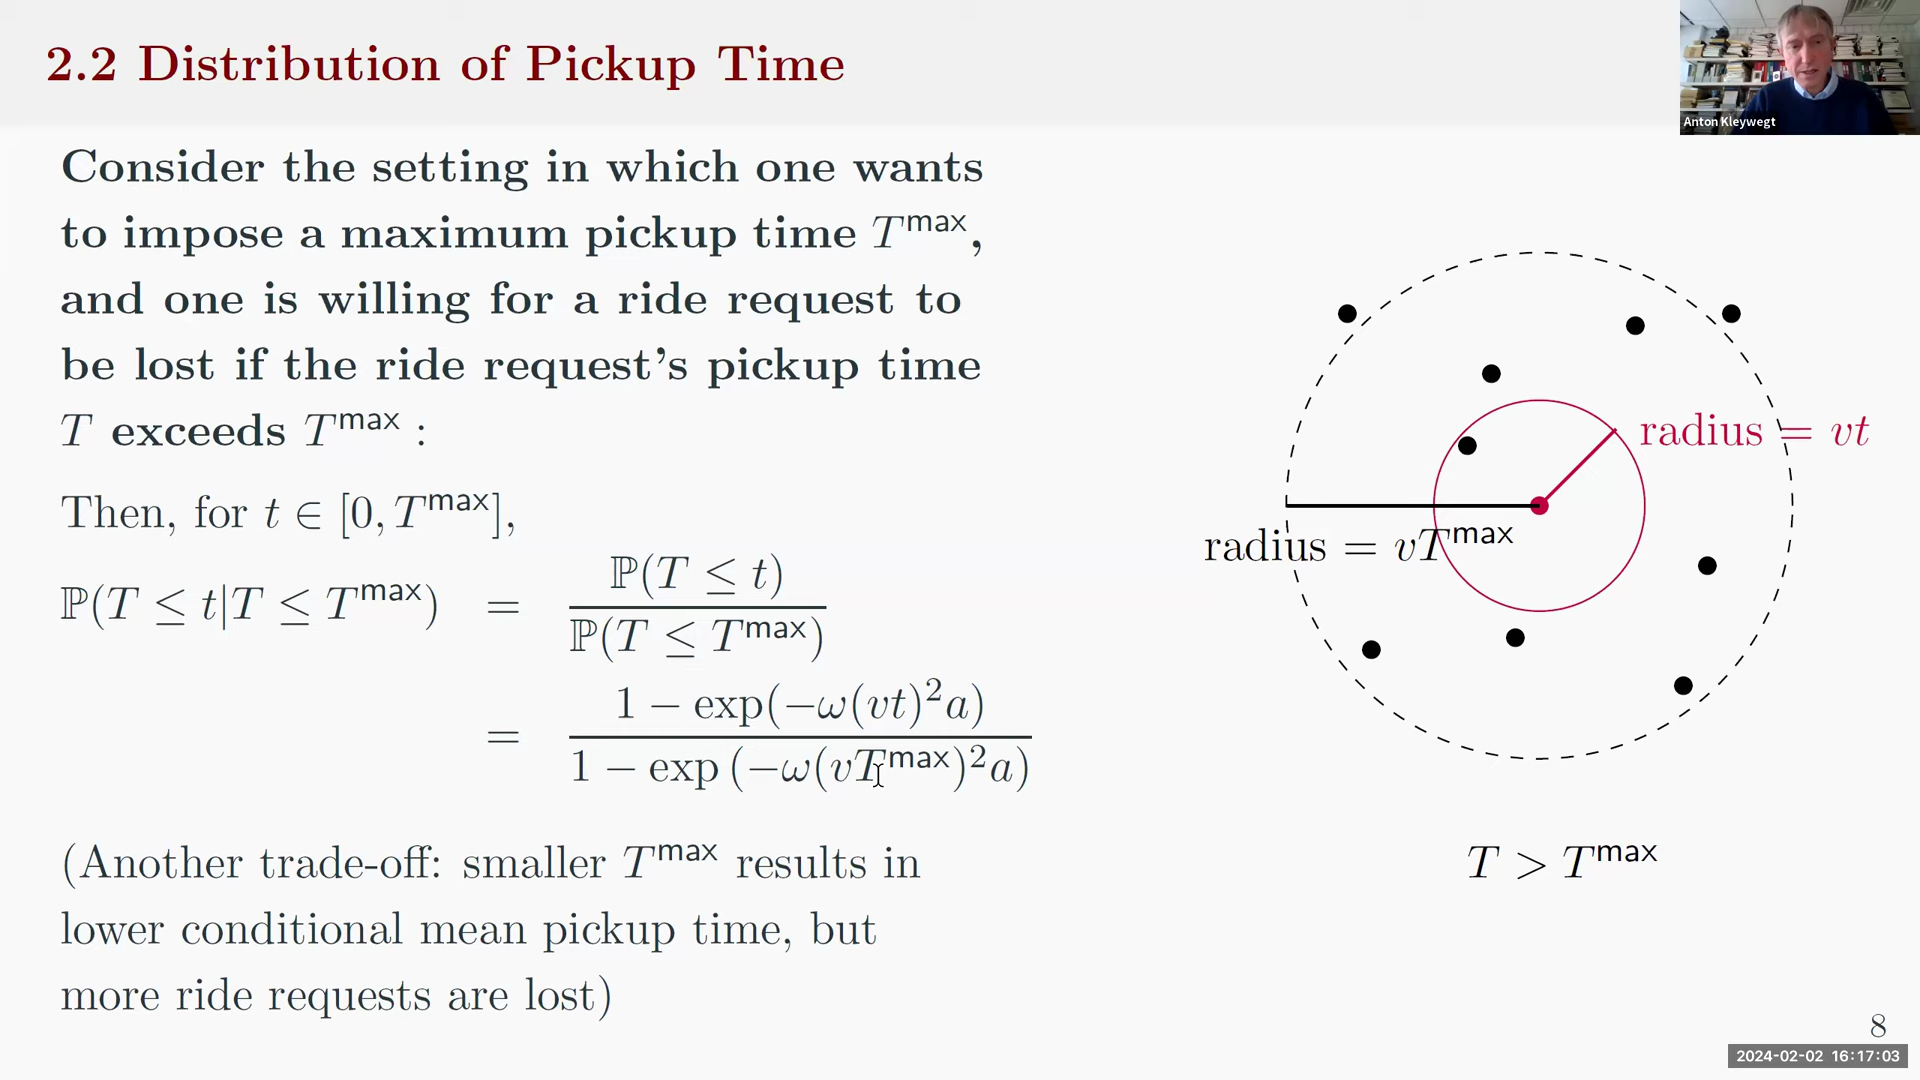 2.2 Distribution of Pickup Time
Anton Kleywegt
Consider the setting in which one wants
to impose a maximum pickup time T^max,
and one is willing for a ride request to
be lost if the ride request's pickup time
T exceeds T^max :
Then, for t ∈ [0, T^max],
ℙ(T ≤ t|T ≤ T^max) = ℙ(T ≤ t) / ℙ(T ≤ T^max)
= 1 − exp(−ω(vt)²a) / 1 − exp (−ω(vT^max)²a)
(Another trade-off: smaller T^max results in
lower conditional mean pickup time, but
more ride requests are lost)
radius = vt
radius = vT^max
T > T^max
8
2024-02-02 16:17:03